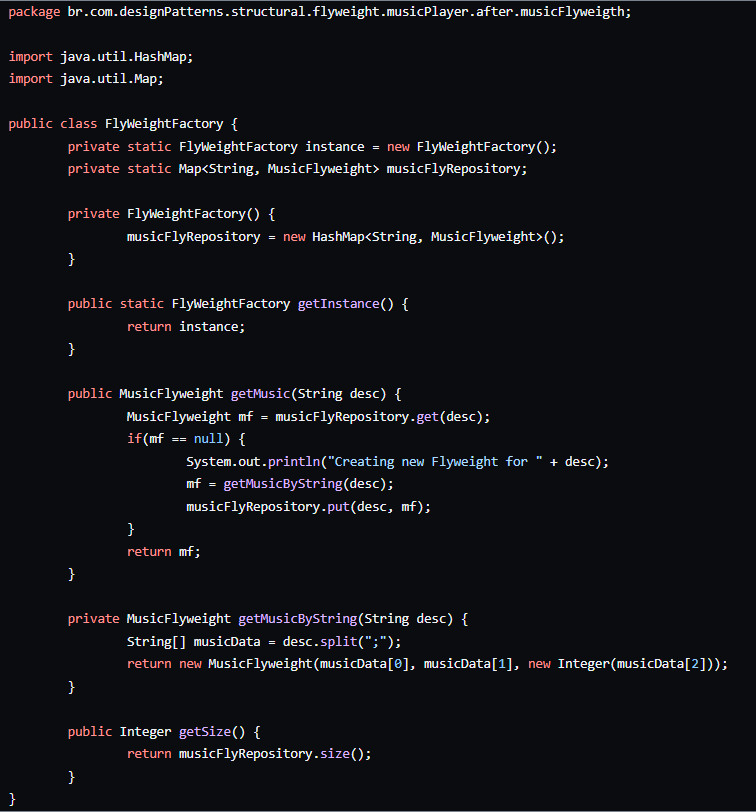 package br.com.designPatterns.structural.flyweight.musicPlayer.after.musicFlyweigth;
import java.util.HashMap;
import java.util.Map;
public class FlyWeightFactory {
private static FlyWeightFactory instance = new FlyWeightFactory();
private static Map<String, MusicFlyweight> musicFlyRepository;
private FlyWeightFactory() {
musicFlyRepository = new HashMap<String, MusicFlyweight>();
}
public static FlyWeightFactory getInstance() {
return instance;
}
public MusicFlyweight getMusic(String desc) {
MusicFlyweight mf = musicFlyRepository.get(desc);
if(mf == null) {
System.out.println("Creating new Flyweight for " + desc);
mf = getMusicByString(desc);
musicFlyRepository.put(desc, mf);
}
return mf;
}
private MusicFlyweight getMusicByString(String desc) {
String[] musicData = desc.split(";");
return new MusicFlyweight(musicData[0], musicData[1], new Integer(musicData[2]));
}
public Integer getSize() {
return musicFlyRepository.size();
}
}